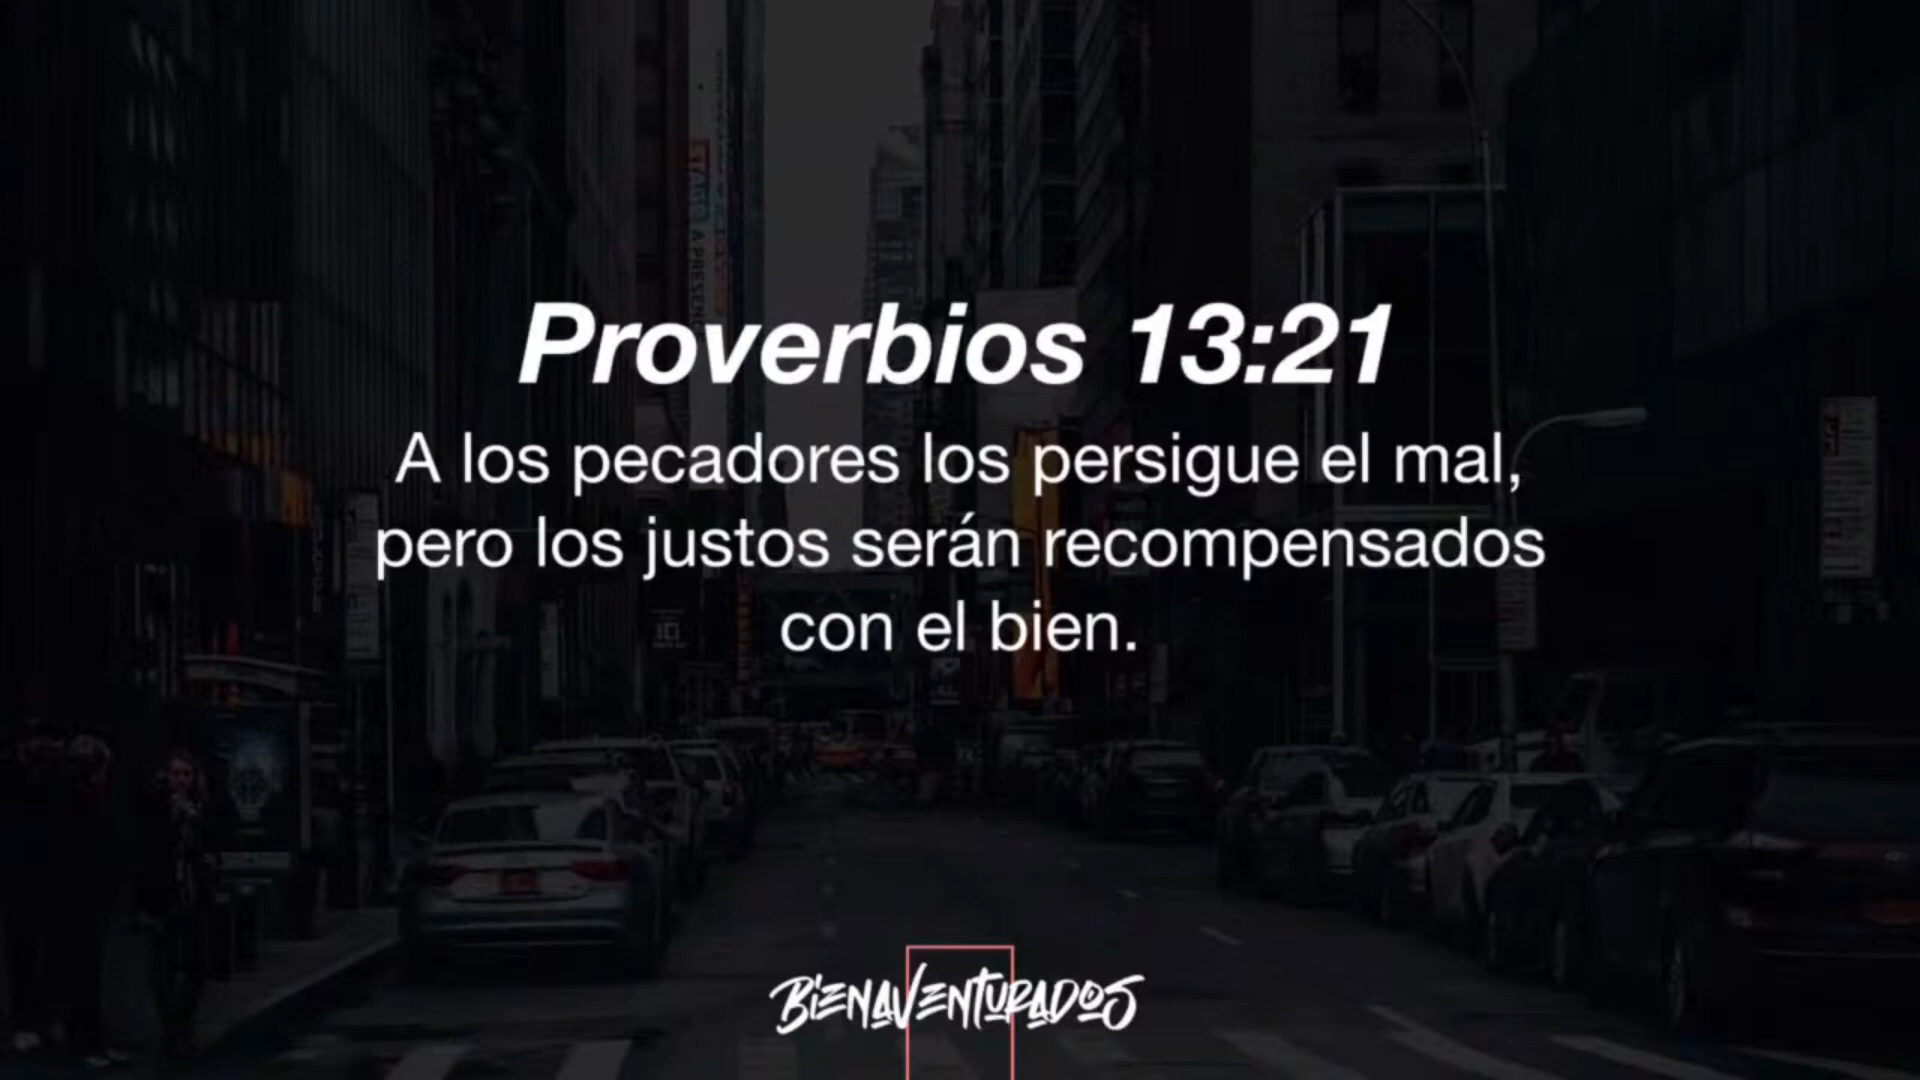 Proverbios 13:21
A los pecadores los persigue el mal,
pero los justos serán recompensados
con el bien.
BIENAVENTURADOS